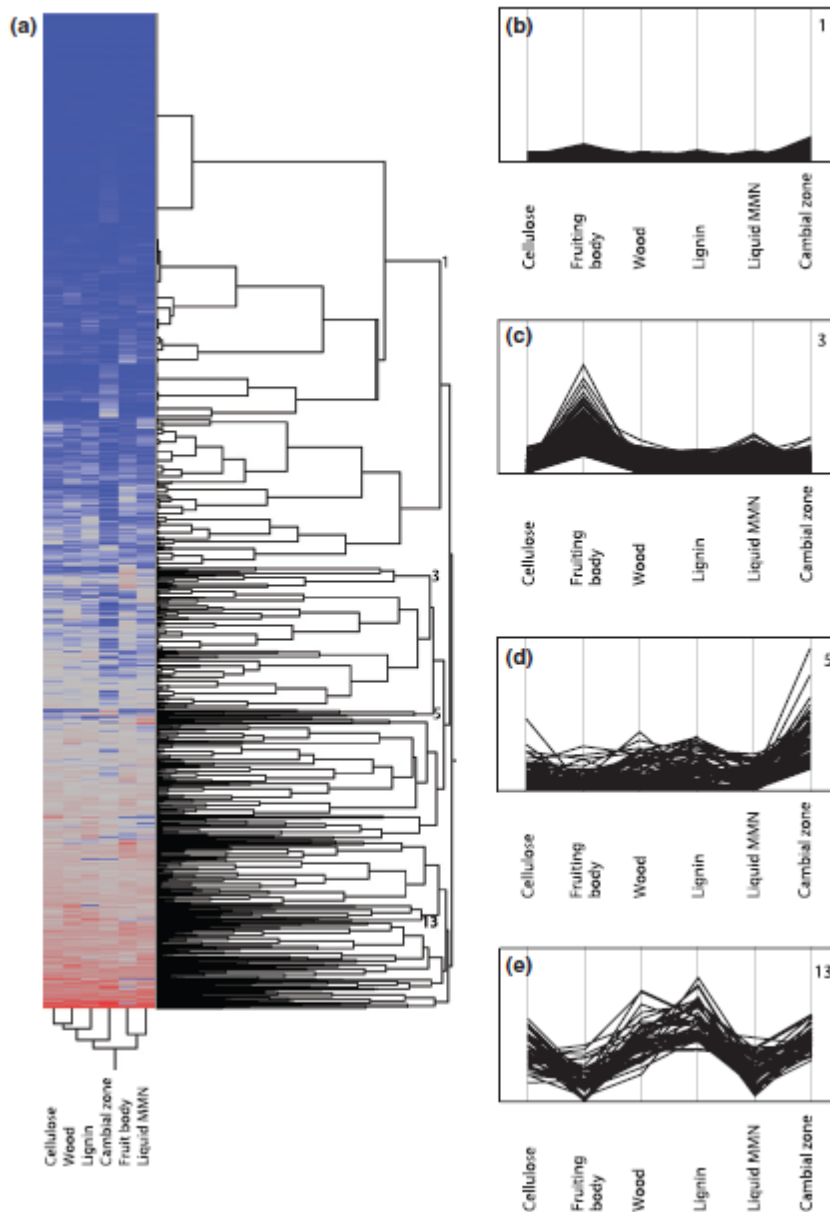 (a)
1
3
5
13
Cellulose
Wood
Lignin
Cambial zone
Fruit body
Liquid MMN
(b)
1
Cellulose
Fruiting
body
Wood
Lignin
Liquid MMN
Cambial zone
(c)
3
Cellulose
Fruiting
body
Wood
Lignin
Liquid MMN
Cambial zone
(d)
5
Cellulose
Fruiting
body
Wood
Lignin
Liquid MMN
Cambial zone
(e)
13
Cellulose
Fruiting
body
Wood
Lignin
Liquid MMN
Cambial zone